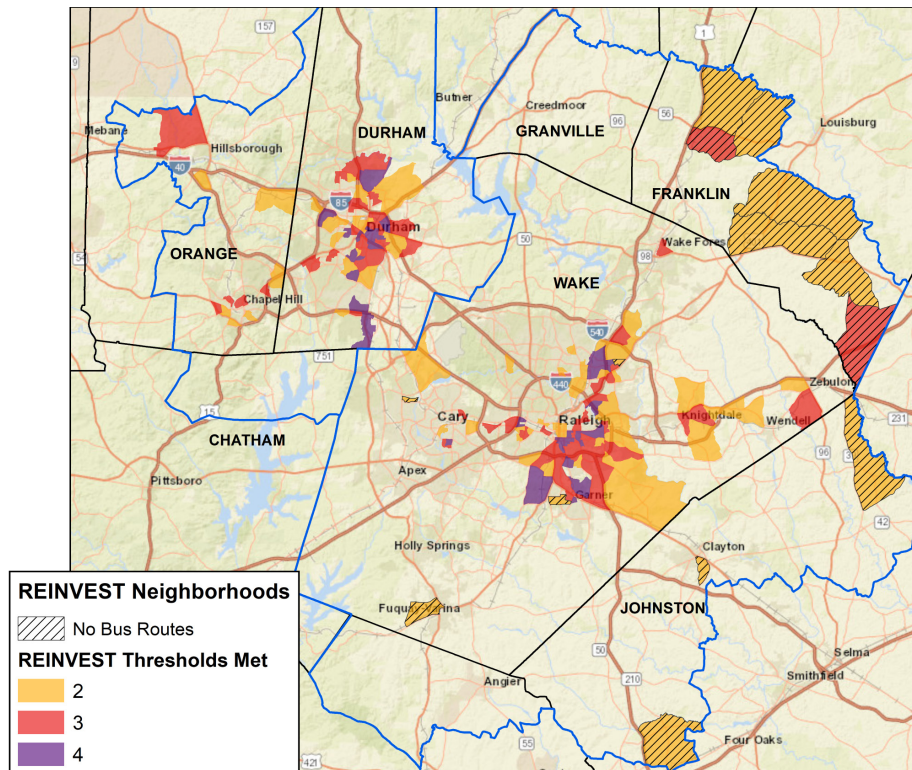 157
1
9
Butner
Creedmoor
DURHAM
GRANVILLE
96
56
Louisburg
Mebane
Hillsborough
40
FRANKLIN
85
Durham
ORANGE
50
Wake Fores
98
54
WAKE
Chapel Hill
540
751
440
Zebulon
15
Cary
Raleigh
Knightdale
Wendell
231
CHATHAM
96
Apex
Pittsboro
Garner
42
Holly Springs
Clayton
Fuquay-Varina
JOHNSTON
50
Selma
Smithfield
210
Angier
55
Four Oaks
421
REINVEST Neighborhoods
No Bus Routes
REINVEST Thresholds Met
2
3
4